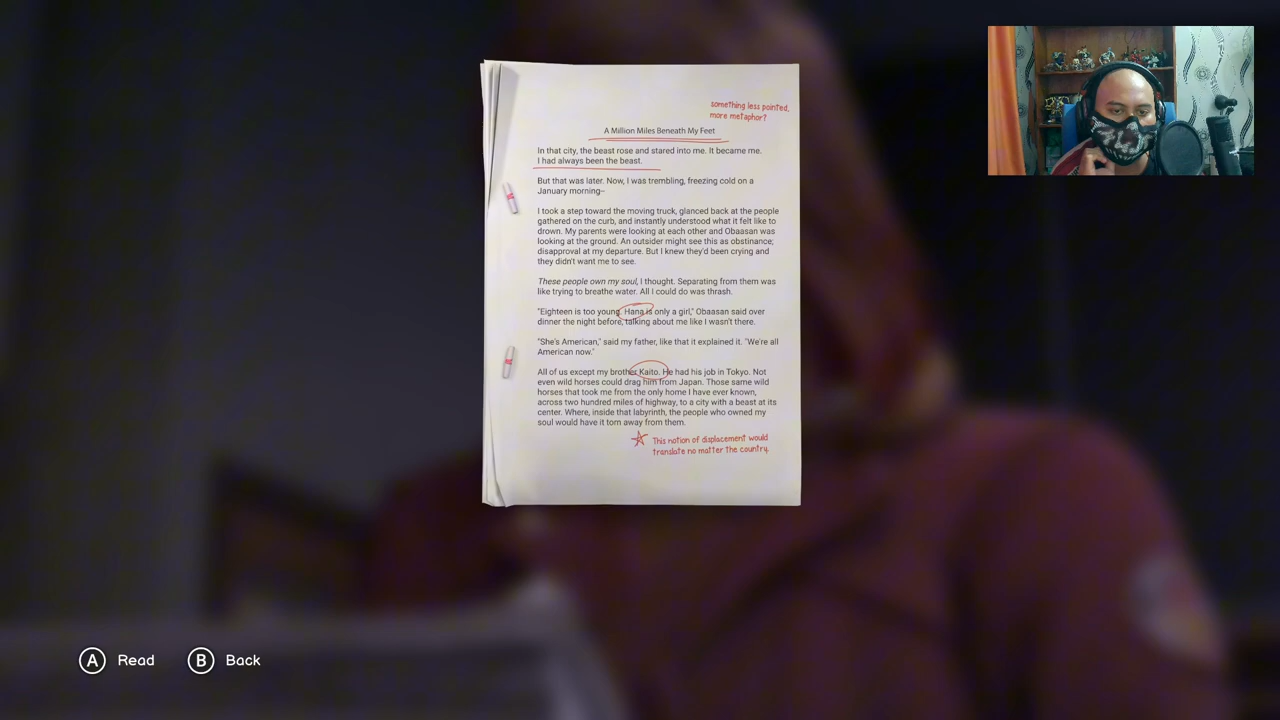 something less pointed,
more metaphor?
A Million Miles Beneath My Feet
In that city, the beast rose and stared into me. It became me.
I had always been the beast.
But that was later. Now, I was trembling, freezing cold on a
January morning–
I took a step toward the moving truck, glanced back at the people
gathered on the curb, and instantly understood what it felt like to
drown. My parents were looking at each other and Obaasan was
looking at the ground. An outsider might see this as obstinance;
disapproval at my departure. But I knew they'd been crying and
they didn't want me to see.
These people own my soul, I thought. Separating from them was
like trying to breathe water. All I could do was thrash.
"Eighteen is too young. Hana is only a girl," Obaasan said over
dinner the night before, talking about me like I wasn't there.
"She's American," said my father, like that it explained it. "We're all
American now."
All of us except my brother Kaito. He had his job in Tokyo. Not
even wild horses could drag him from Japan. Those same wild
horses that took me from the only home I have ever known,
across two hundred miles of highway, to a city with a beast at its
center. Where, inside that labyrinth, the people who owned my
soul would have it torn away from them.
This notion of displacement would
translate no matter the country.
A Read B Back